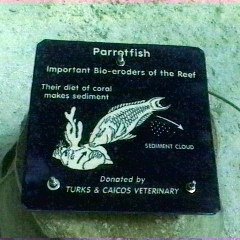 Parrotfish
Important Bio-eroders of the Reef
Their diet of coral
makes sediment
SEDIMENT CLOUD
Donated by
TURKS & CAICOS VETERINARY